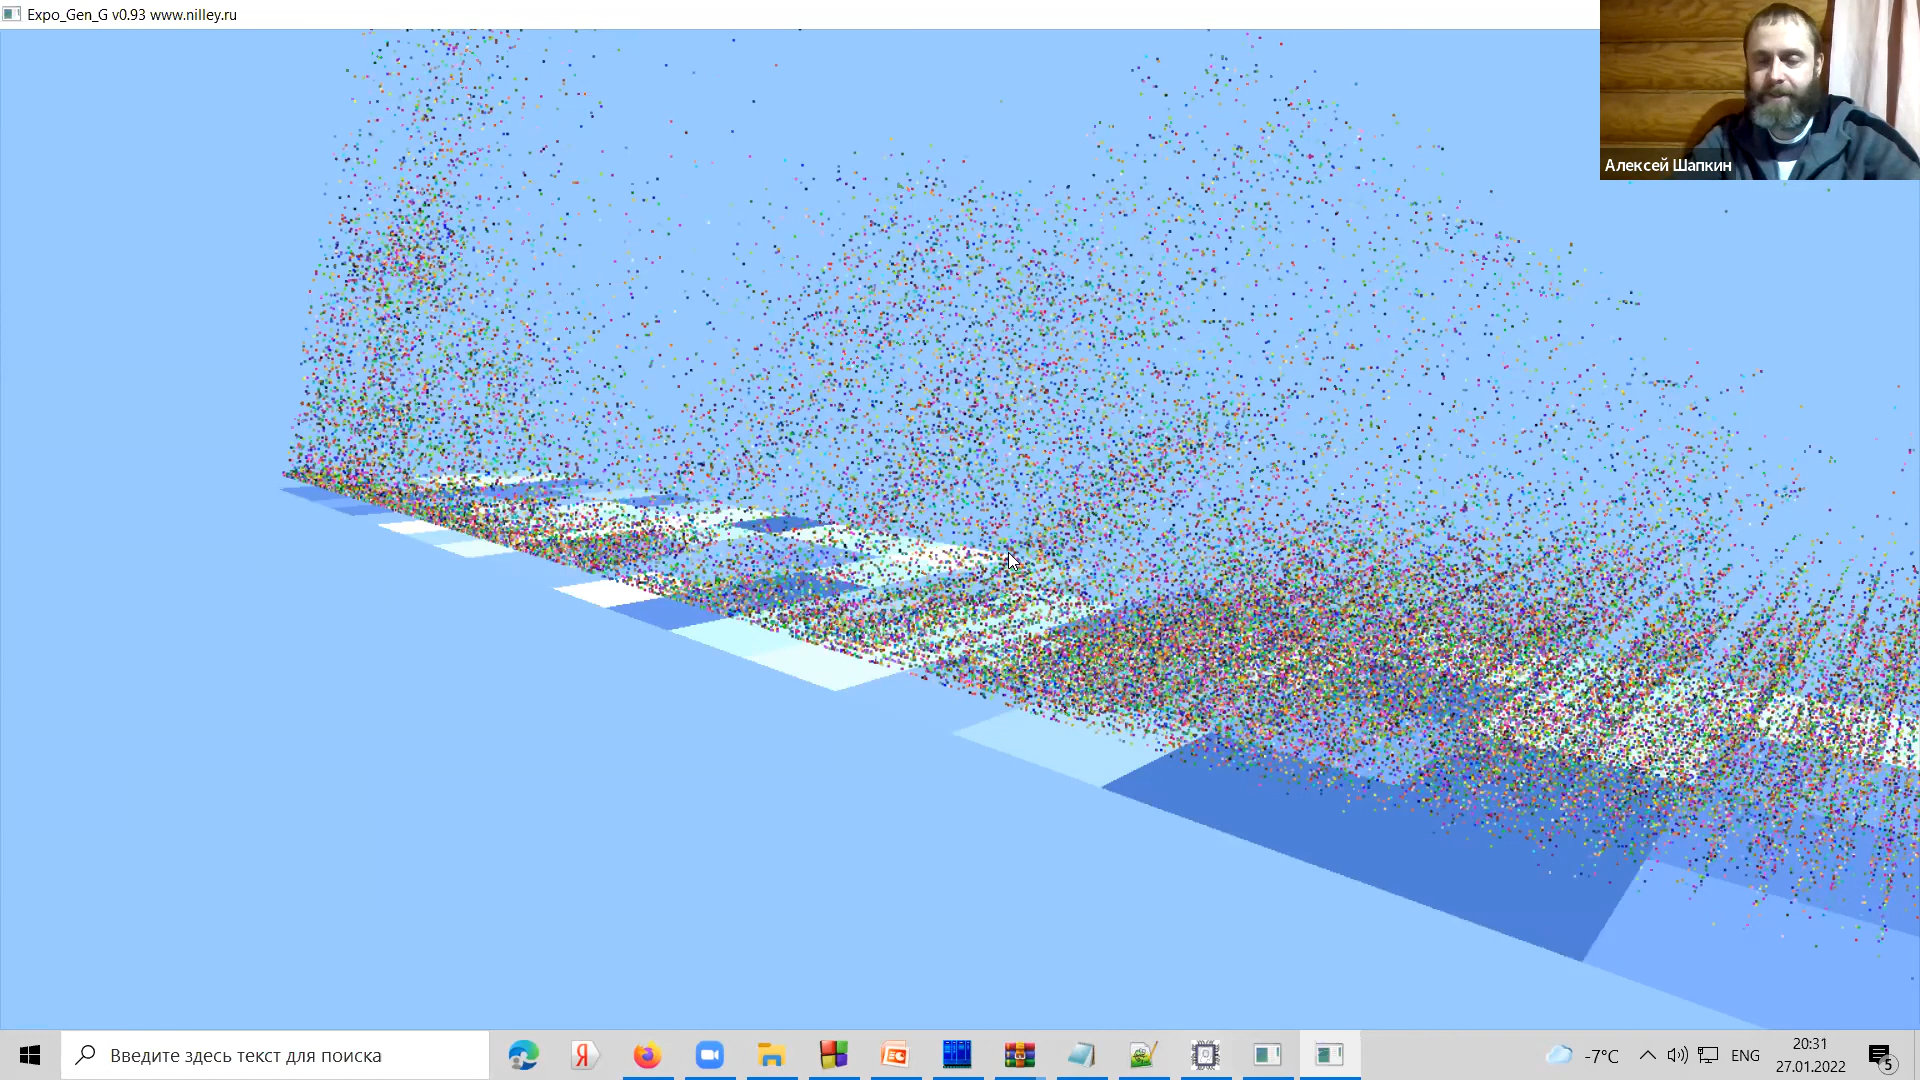 Expo_Gen_G v0.93 www.nilley.ru
Алексей Шапкин
Введите здесь текст для поиска
-7°C
ENG
20:31
27.01.2022
5